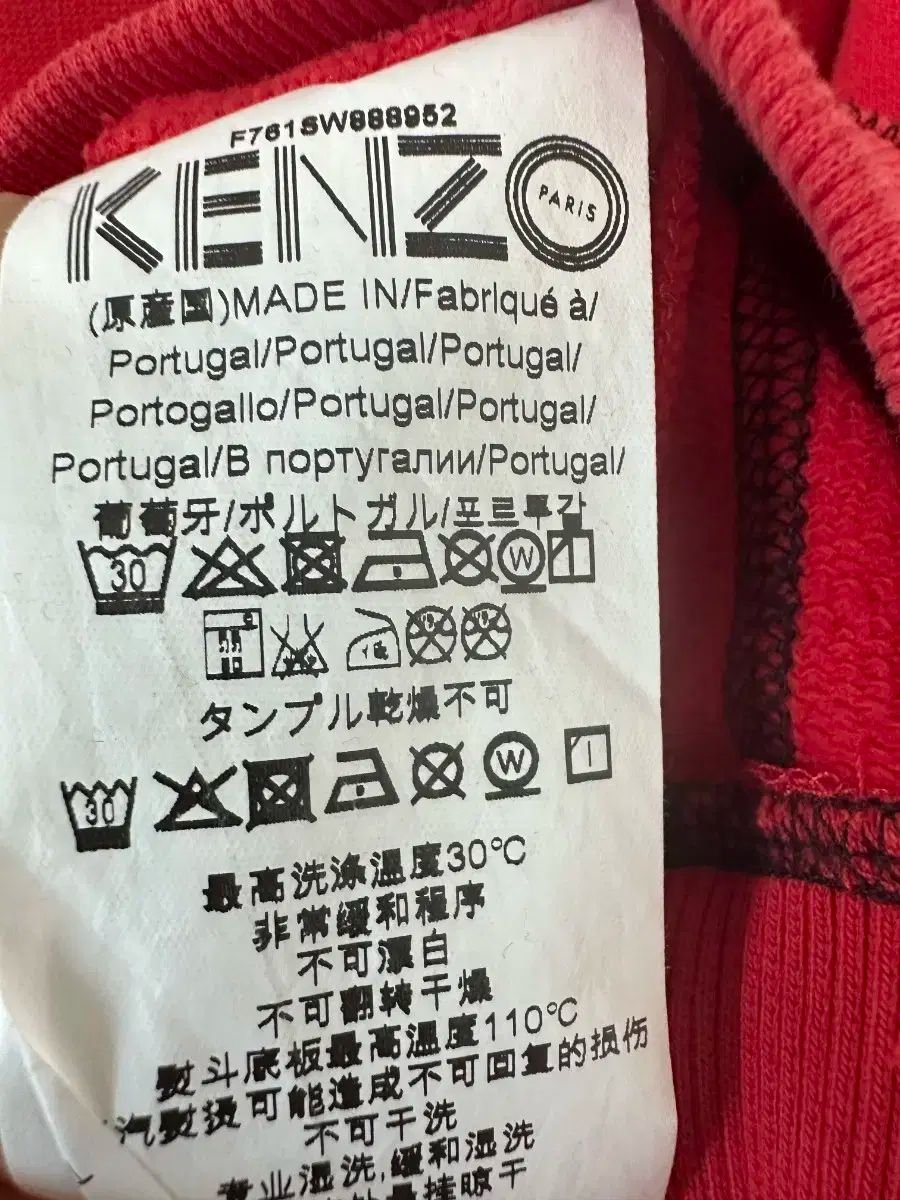 F761SW888952
KENZO PARIS
(原産国)MADE IN/Fabriqué à/
Portugal/Portugal/Portugal/
Portogallo/Portugal/Portugal/
Portugal/В португалии/Portugal/
葡萄牙/ポルトガル/포르투갈
30 W
タンブル乾燥不可
30 W
最高洗涤温度30°C
非常缓和程序
不可漂白
不可翻转干燥
熨斗底板最高温度110°C
汽熨烫可能造成不可回复的损伤
不可干洗
专业湿洗,缓和湿洗
悬挂晾干